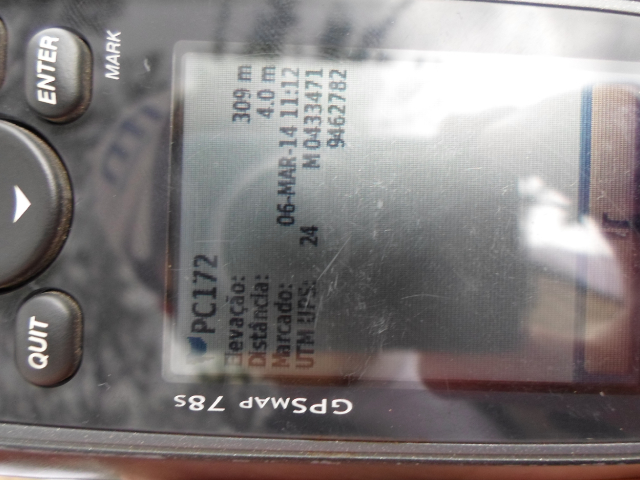 PC172
Elevação: 309 m
Distância: 4.0 m
Marcado: 06-MAR-14 11:12
UTM UPS: 24 M 0433471
9462782
QUIT
ENTER
MARK
GPSMAP 78S